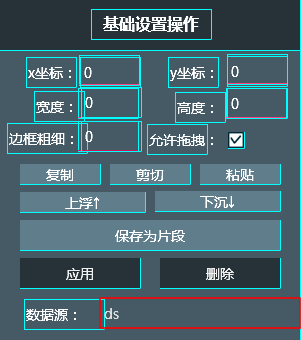 基础设置操作
x坐标： 0 y坐标： 0
宽度： 0 高度： 0
边框粗细： 0 允许拖拽：
复制 剪切 粘贴
上浮↑ 下沉↓
保存为片段
应用 删除
数据源： ds